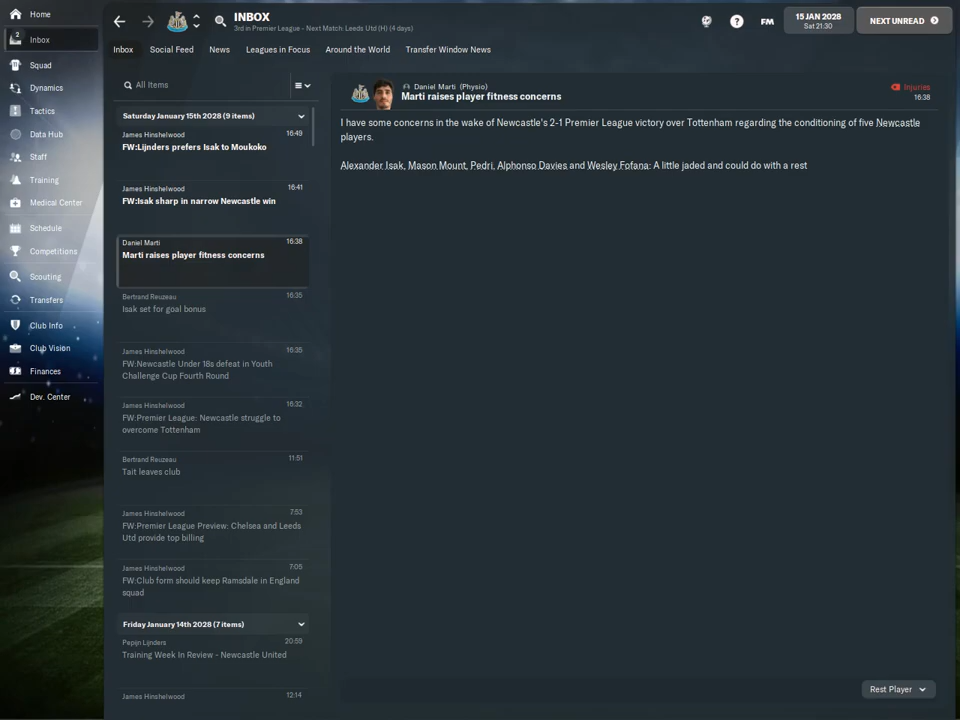 Home
2
Inbox
Squad
Dynamics
Tactics
Data Hub
Staff
Training
Medical Center
Schedule
Competitions
Scouting
Transfers
Club Info
Club Vision
Finances
Dev. Center
INBOX
3rd in Premier League - Next Match: Leeds Utd (H) (4 days)
?
FM
15 JAN 2028
Sat 21:30
NEXT UNREAD
Inbox
Social Feed
News
Leagues in Focus
Around the World
Transfer Window News
All Items
Saturday January 15th 2028 (9 items)
James Hinshelwood 16:49
FW:Lijnders prefers Isak to Moukoko
James Hinshelwood 16:41
FW:Isak sharp in narrow Newcastle win
Daniel Marti 16:38
Marti raises player fitness concerns
Bertrand Reuzeau 16:35
Isak set for goal bonus
James Hinshelwood 16:35
FW:Newcastle Under 18s defeat in Youth
Challenge Cup Fourth Round
James Hinshelwood 16:32
FW:Premier League: Newcastle struggle to
overcome Tottenham
Bertrand Reuzeau 11:51
Tait leaves club
James Hinshelwood 7:53
FW:Premier League Preview: Chelsea and Leeds
Utd provide top billing
James Hinshelwood 7:05
FW:Club form should keep Ramsdale in England
squad
Friday January 14th 2028 (7 items)
Pepijn Lijnders 20:59
Training Week In Review - Newcastle United
James Hinshelwood 12:14
Daniel Marti (Physio)
Marti raises player fitness concerns
Injuries
16:38
I have some concerns in the wake of Newcastle's 2-1 Premier League victory over Tottenham regarding the conditioning of five Newcastle
players.
Alexander Isak, Mason Mount, Pedri, Alphonso Davies and Wesley Fofana: A little jaded and could do with a rest
Rest Player